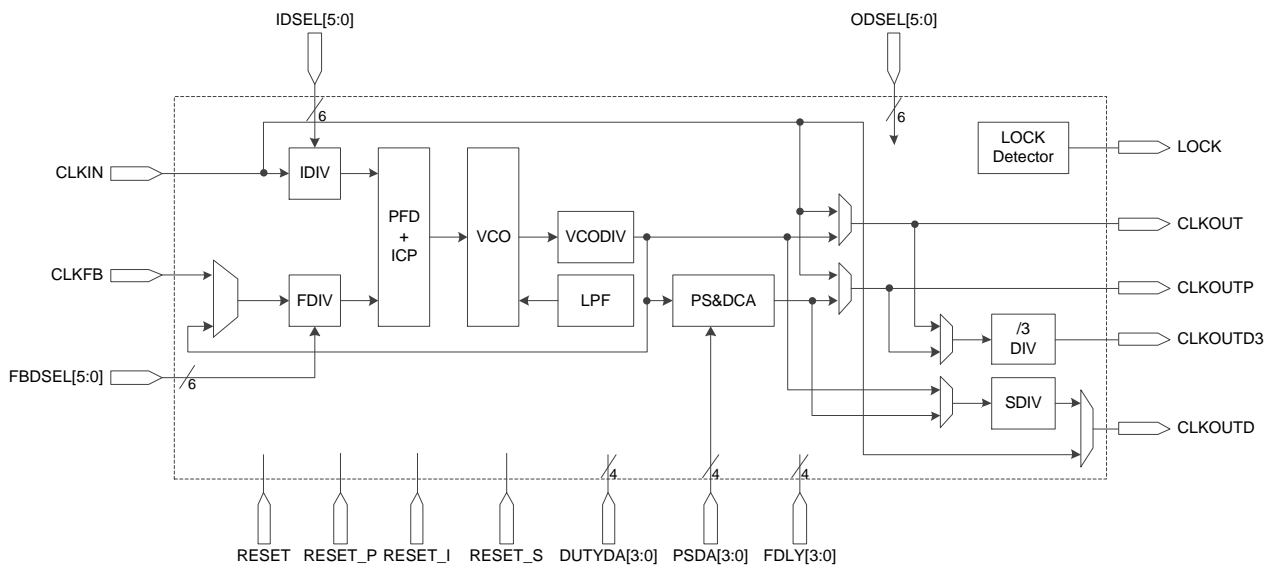 IDSEL[5:0]
ODSEL[5:0]
6
6
CLKIN
IDIV
LOCK
Detector
LOCK
PFD
+
ICP
VCO
VCODIV
CLKOUT
CLKFB
FDIV
LPF
PS&DCA
CLKOUTP
/3
DIV
CLKOUTD3
FBDSEL[5:0]
6
SDIV
CLKOUTD
4
4
4
RESET
RESET_P
RESET_I
RESET_S
DUTYDA[3:0]
PSDA[3:0]
FDLY[3:0]